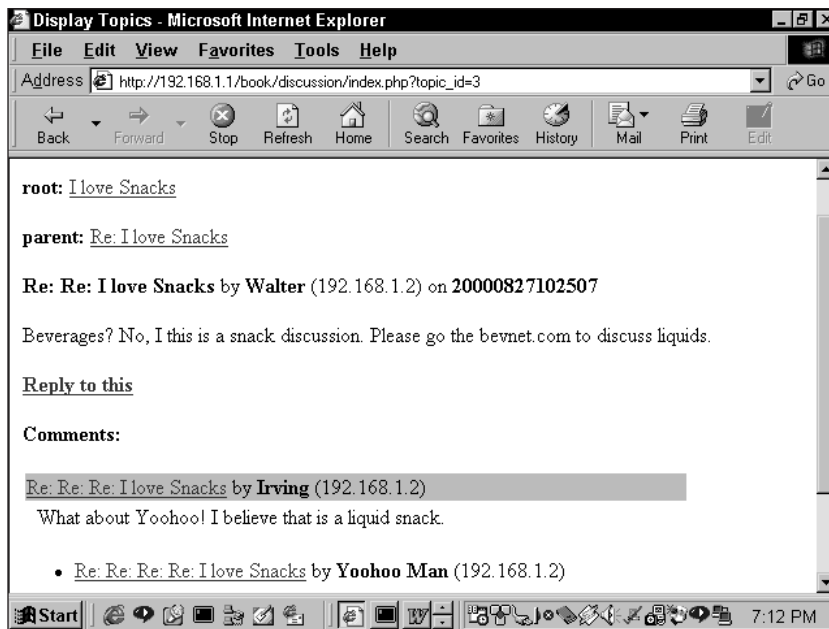 Display Topics - Microsoft Internet Explorer
File Edit View Favorites Tools Help
Address http://192.168.1.1/book/discussion/index.php?topic_id=3 Go
Back Forward Stop Refresh Home Search Favorites History Mail Print Edit
root: I love Snacks
parent: Re: I love Snacks
Re: Re: I love Snacks by Walter (192.168.1.2) on 20000827102507
Beverages? No, I this is a snack discussion. Please go the bevnet.com to discuss liquids.
Reply to this
Comments:
Re: Re: Re: I love Snacks by Irving (192.168.1.2)
What about Yoohoo! I believe that is a liquid snack.
• Re: Re: Re: Re: I love Snacks by Yoohoo Man (192.168.1.2)
Start 7:12 PM